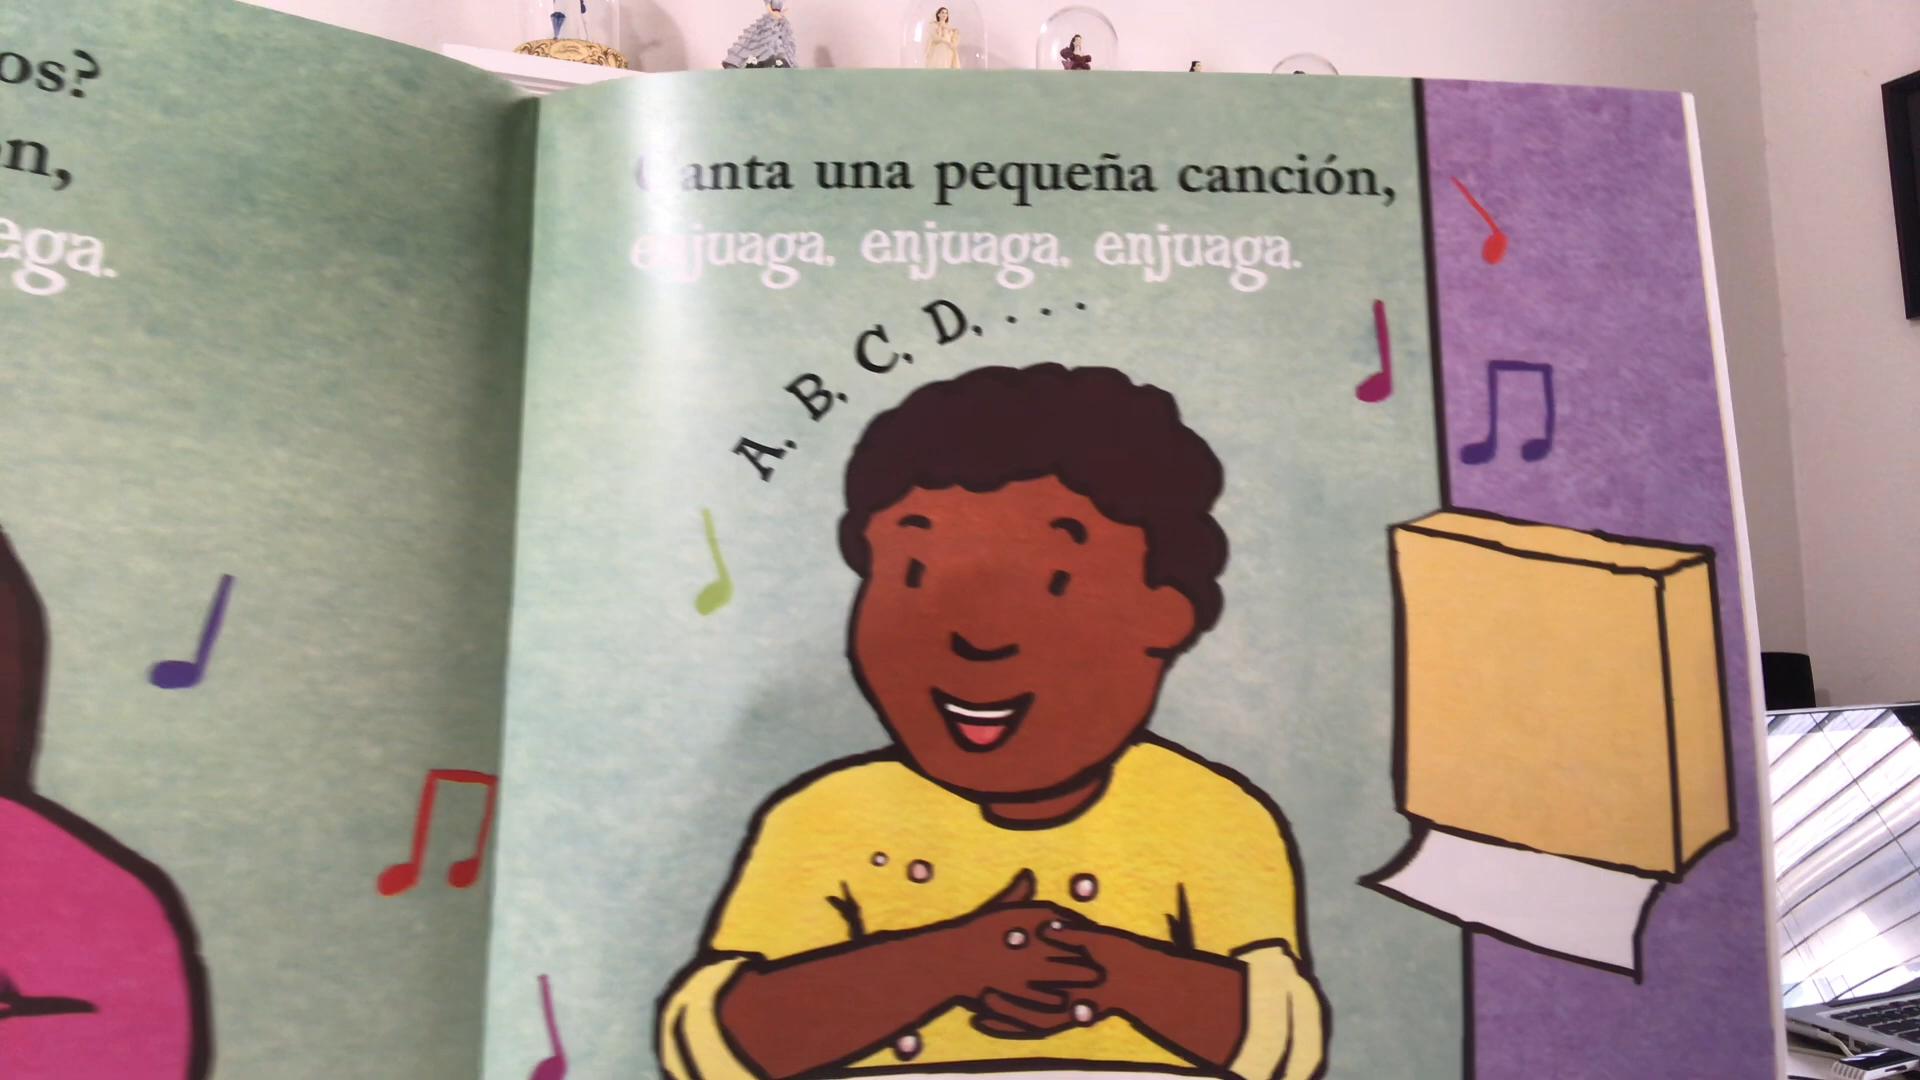 os?
n,
ega.
Canta una pequeña canción,
enjuaga, enjuaga, enjuaga.
A. B. C. D. . . .